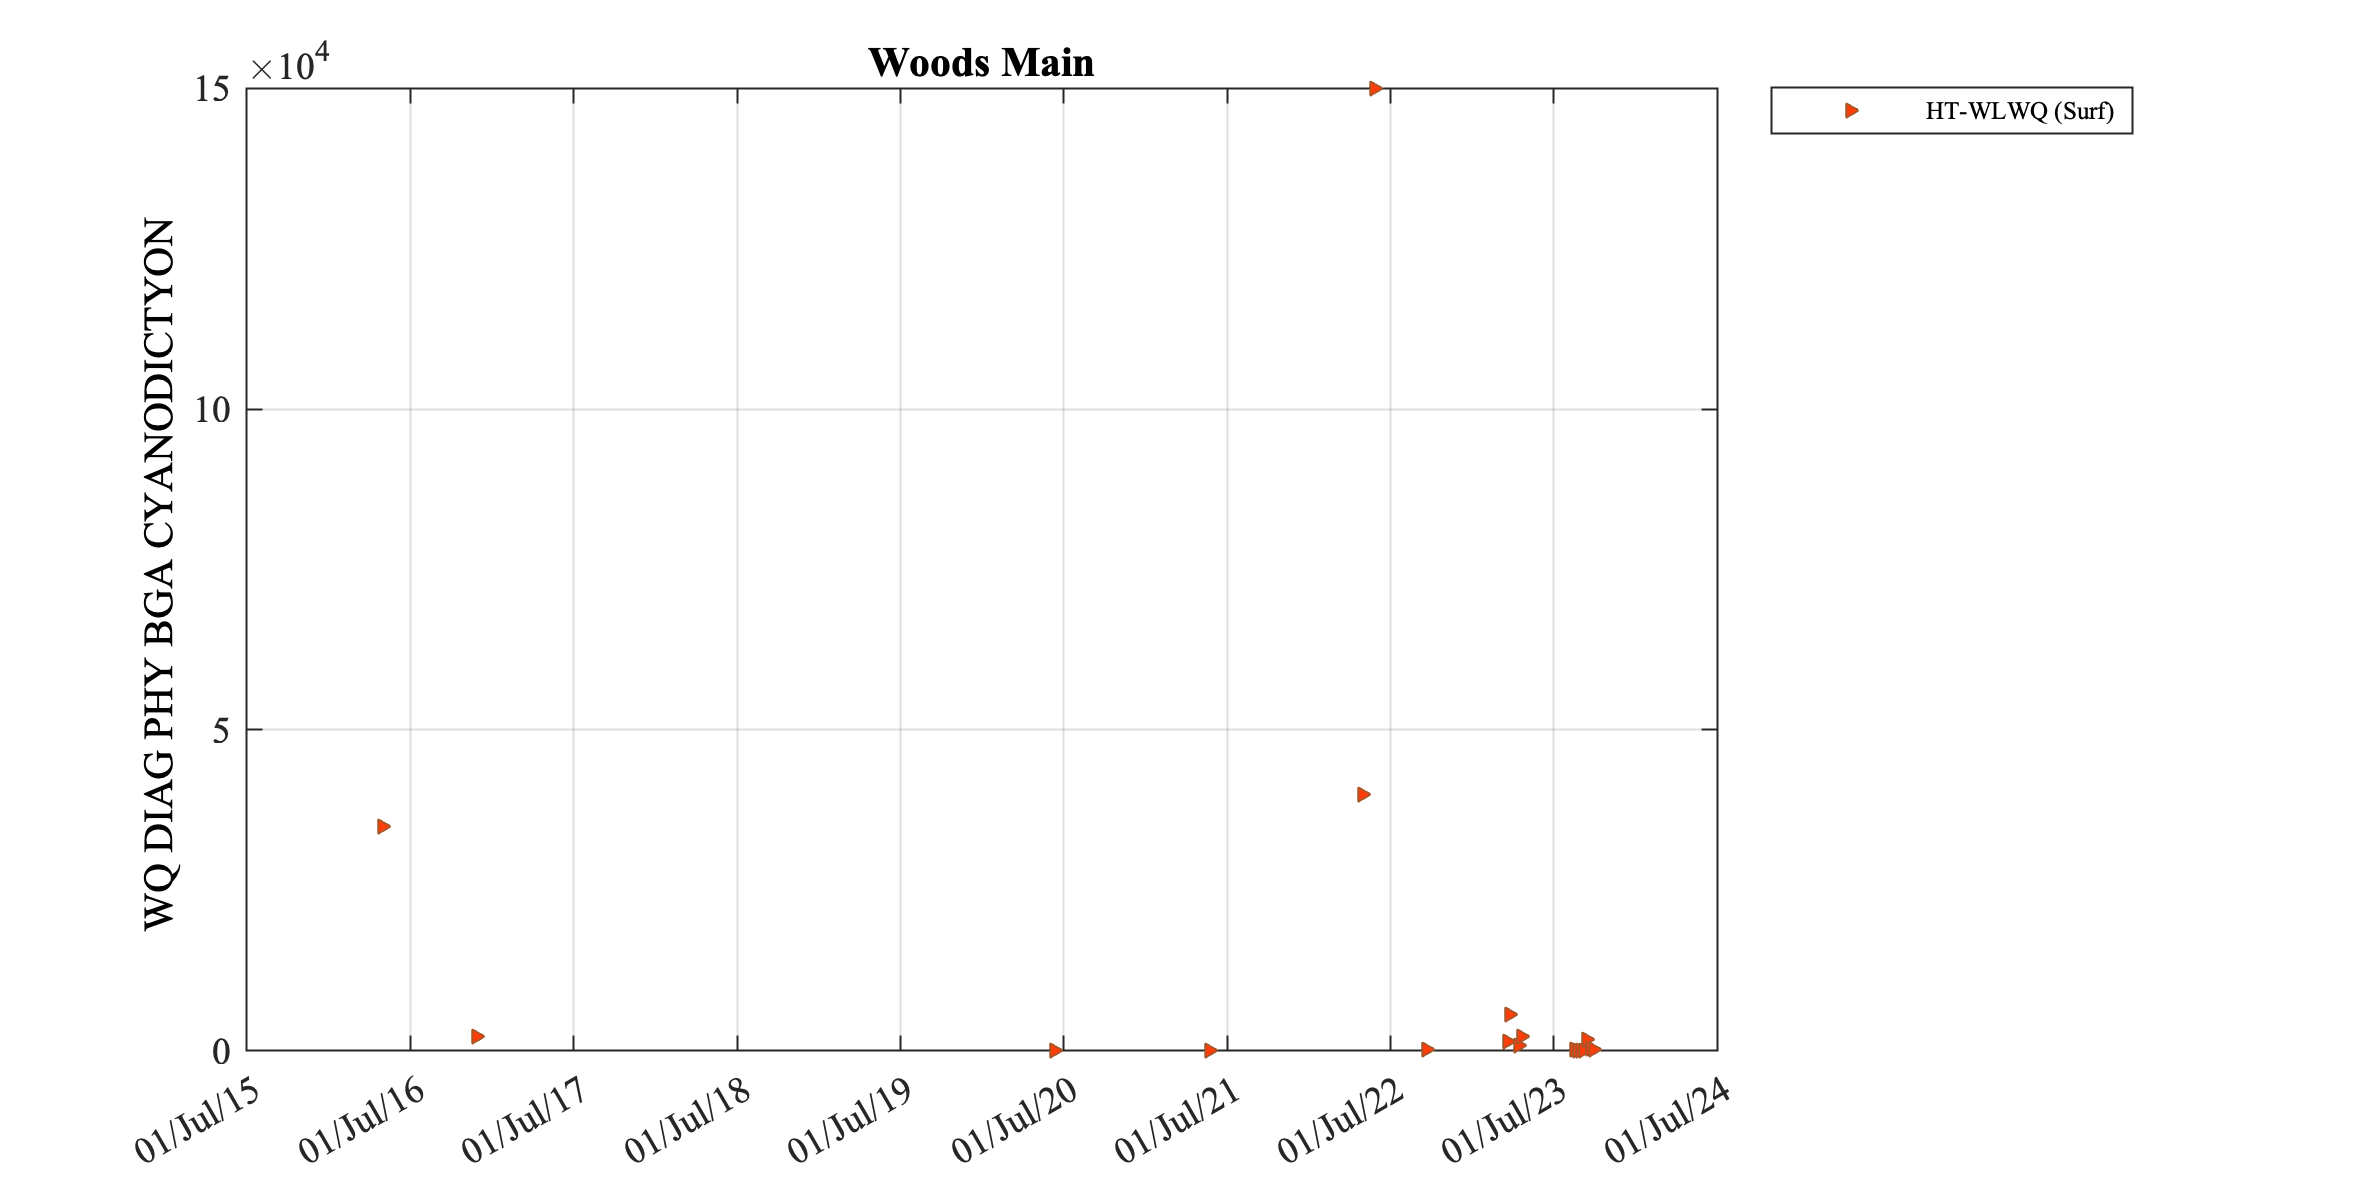 Woods Main
×10⁴
15
10
5
0
WQ DIAG PHY BGA CYANODICTYON
01/Jul/15
01/Jul/16
01/Jul/17
01/Jul/18
01/Jul/19
01/Jul/20
01/Jul/21
01/Jul/22
01/Jul/23
01/Jul/24
HT-WLWQ (Surf)